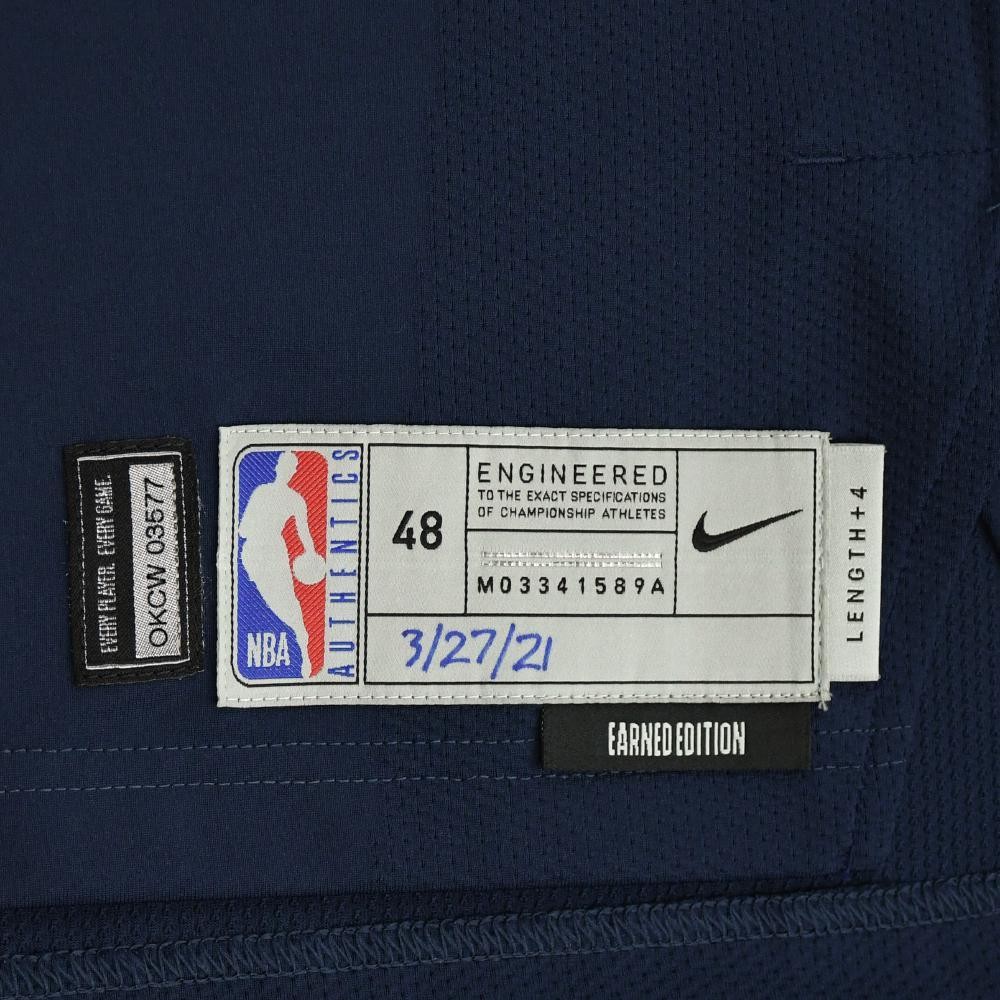 EVERY PLAYER. EVERY GAME.
OKCW 03577
NBA
AUTHENTICS
48
ENGINEERED
TO THE EXACT SPECIFICATIONS
OF CHAMPIONSHIP ATHLETES
M03341589A
3/27/21
LENGTH+4
EARNED EDITION